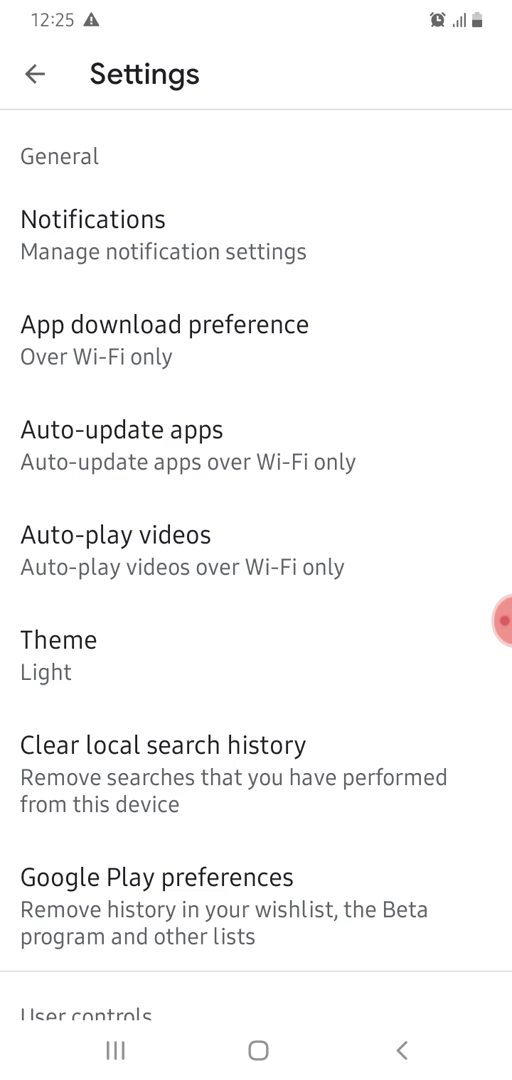 12:25
Settings
General
Notifications
Manage notification settings
App download preference
Over Wi-Fi only
Auto-update apps
Auto-update apps over Wi-Fi only
Auto-play videos
Auto-play videos over Wi-Fi only
Theme
Light
Clear local search history
Remove searches that you have performed
from this device
Google Play preferences
Remove history in your wishlist, the Beta
program and other lists
User controls